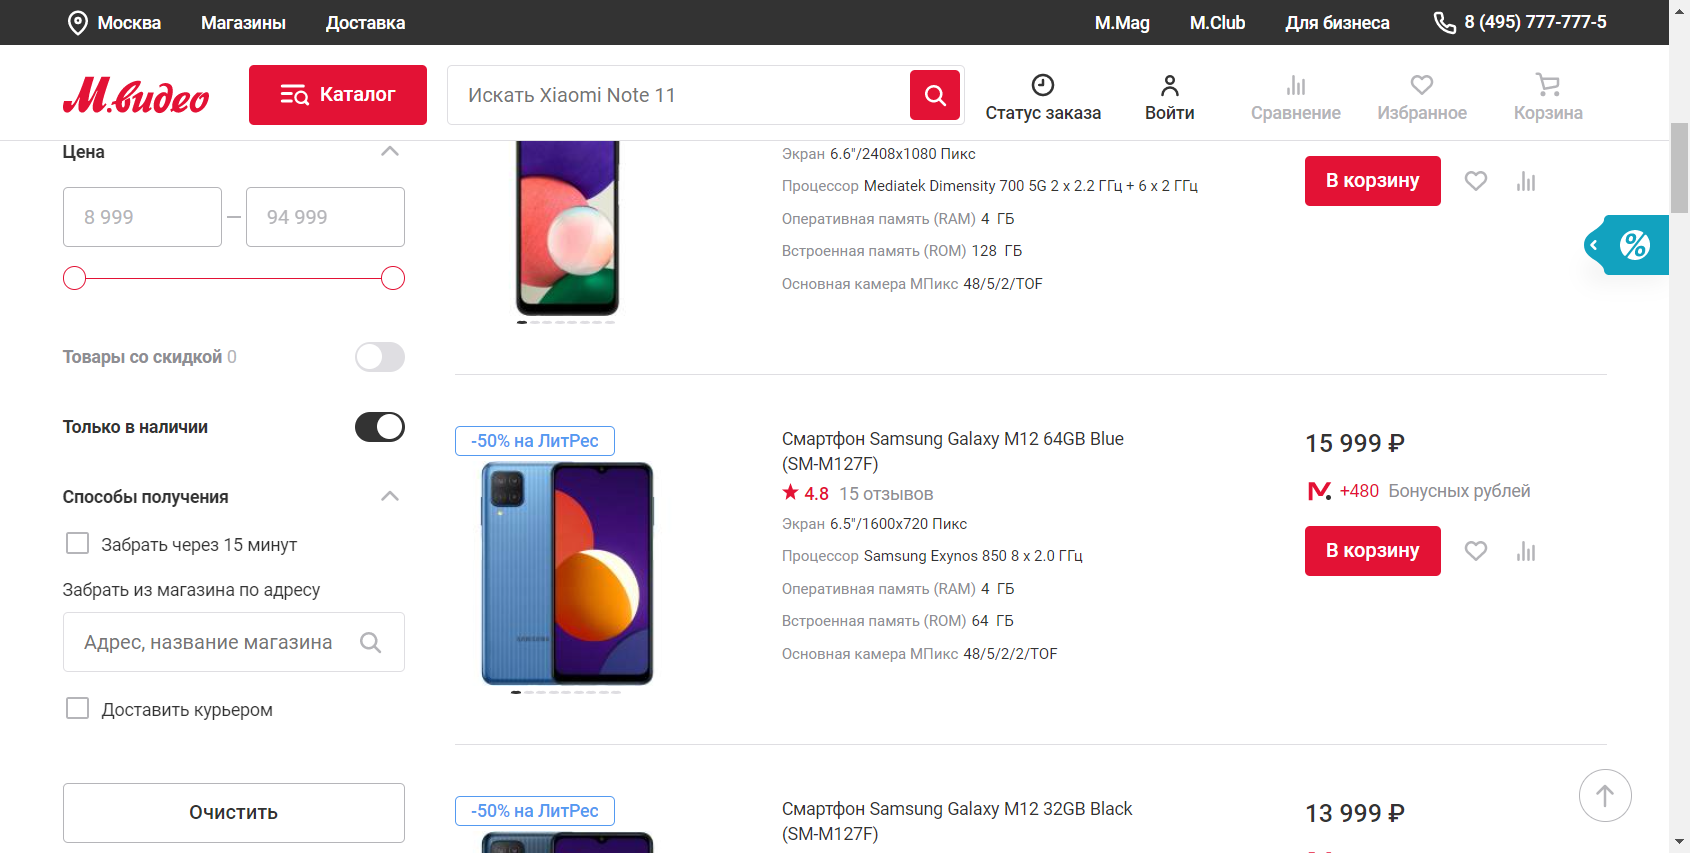 Москва Магазины Доставка M.Mag M.Club Для бизнеса 8 (495) 777-777-5
М.видео Каталог Искать Xiaomi Note 11 Статус заказа Войти Сравнение Избранное Корзина
Цена
8 999 — 94 999
Товары со скидкой 0
Только в наличии
Способы получения
Забрать через 15 минут
Забрать из магазина по адресу
Адрес, название магазина
Доставить курьером
Очистить
Экран 6.6"/2408x1080 Пикс
Процессор Mediatek Dimensity 700 5G 2 x 2.2 ГГц + 6 x 2 ГГц
Оперативная память (RAM) 4 ГБ
Встроенная память (ROM) 128 ГБ
Основная камера МПикс 48/5/2/TOF
В корзину
%
-50% на ЛитРес
SAMSUNG
Смартфон Samsung Galaxy M12 64GB Blue
(SM-M127F)
4.8 15 отзывов
Экран 6.5"/1600x720 Пикс
Процессор Samsung Exynos 850 8 x 2.0 ГГц
Оперативная память (RAM) 4 ГБ
Встроенная память (ROM) 64 ГБ
Основная камера МПикс 48/5/2/2/TOF
15 999 ₽
+480 Бонусных рублей
В корзину
-50% на ЛитРес
Смартфон Samsung Galaxy M12 32GB Black
(SM-M127F)
13 999 ₽